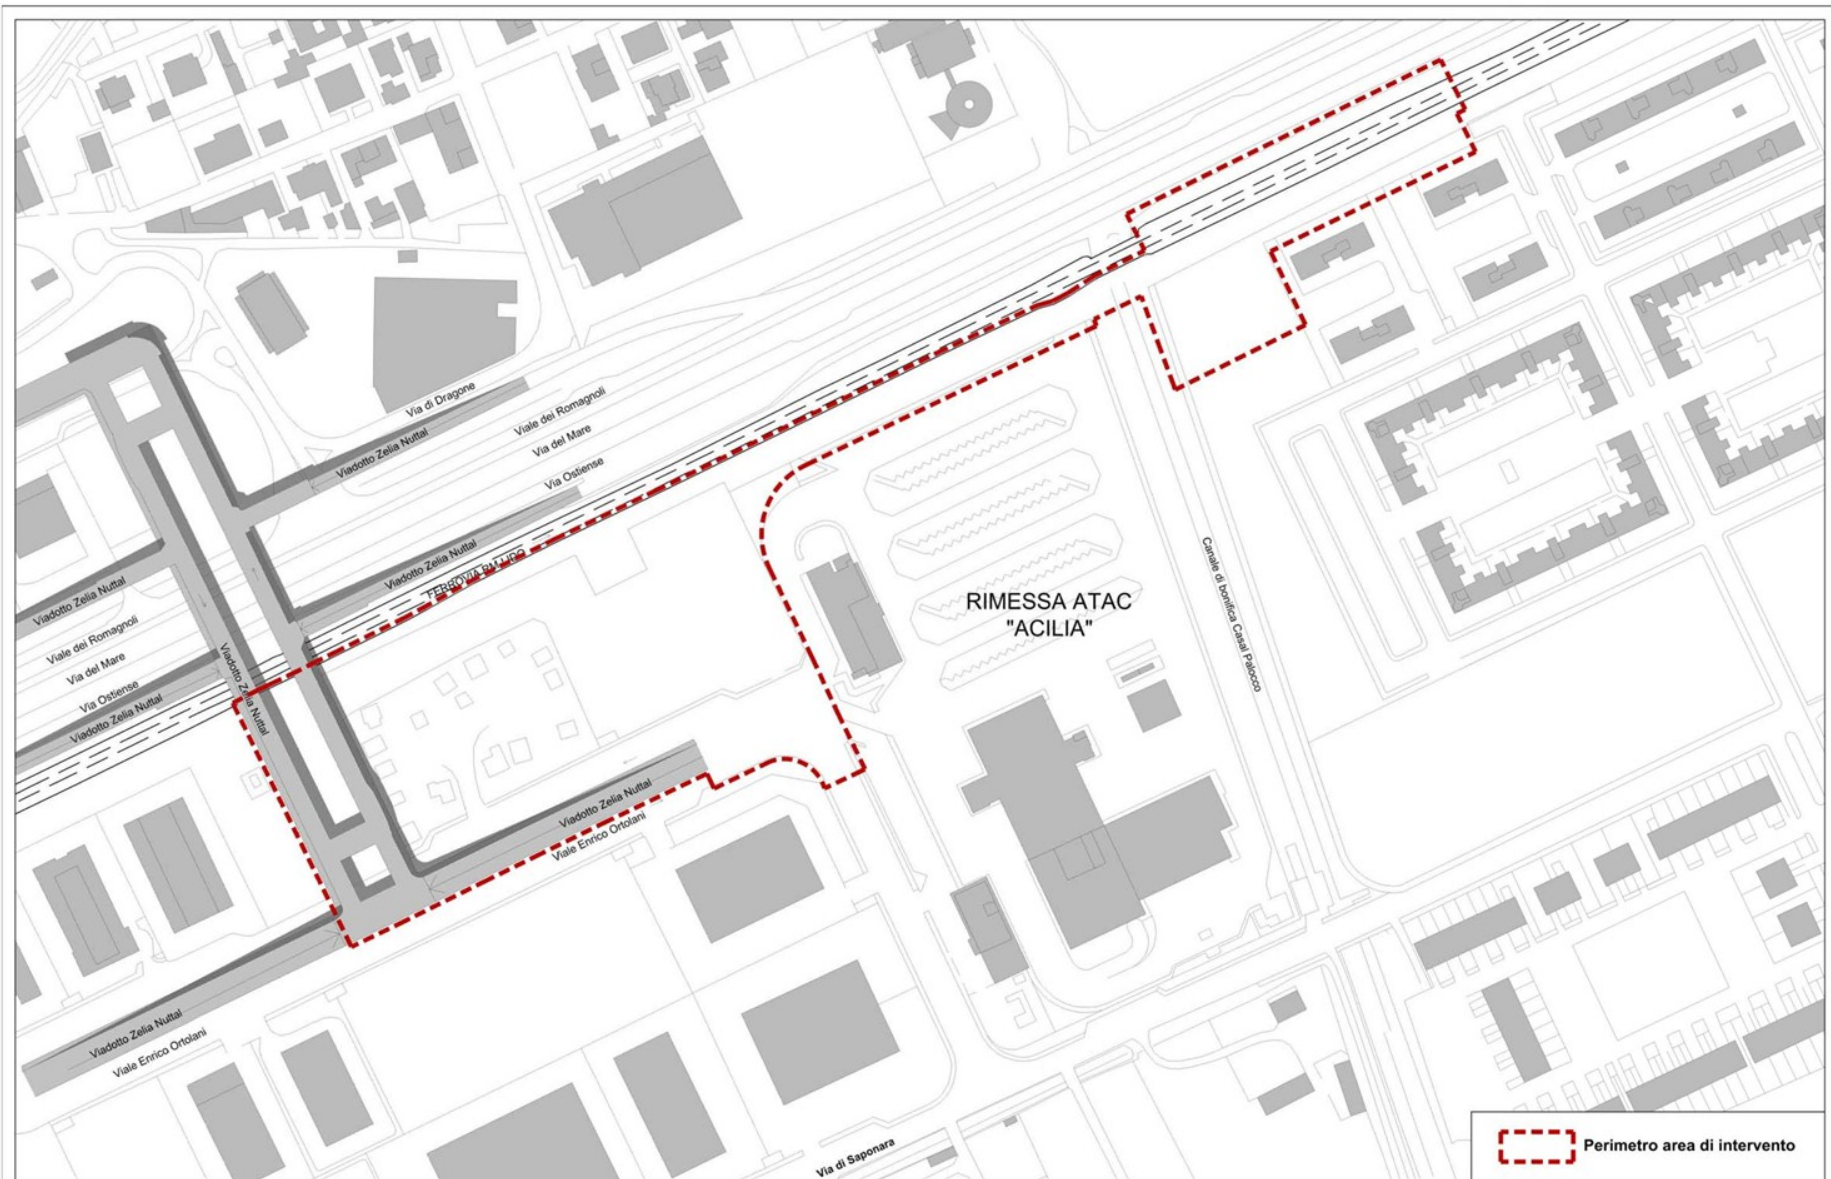 Via di Dragone
Viadotto Zelia Nuttal
Viale dei Romagnoli
Via del Mare
Via Ostiense
Viadotto Zelia Nuttal
FERROVIA RM-LIDO
Viadotto Zelia Nuttal
Viale dei Romagnoli
Via del Mare
Via Ostiense
Viadotto Zelia Nuttal
Viadotto Zelia Nuttal
RIMESSA ATAC
"ACILIA"
Canale di bonifica Casal Palocco
Viadotto Zelia Nuttal
Viale Enrico Ortolani
Viadotto Zelia Nuttal
Viale Enrico Ortolani
Via di Saponara
Perimetro area di intervento